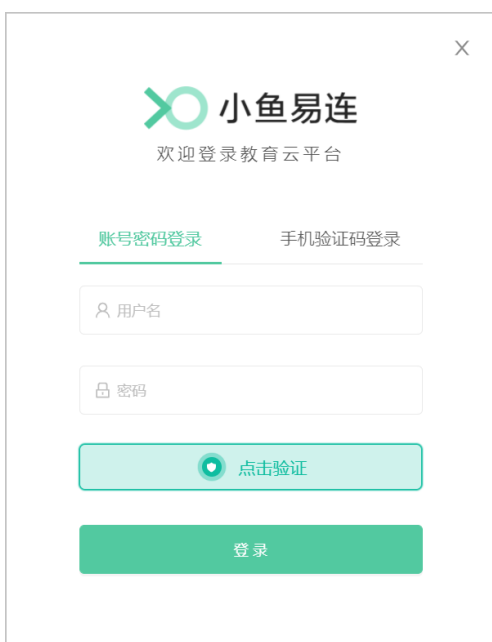 小鱼易连
欢迎登录教育云平台
账号密码登录
手机验证码登录
用户名
密码
点击验证
登录